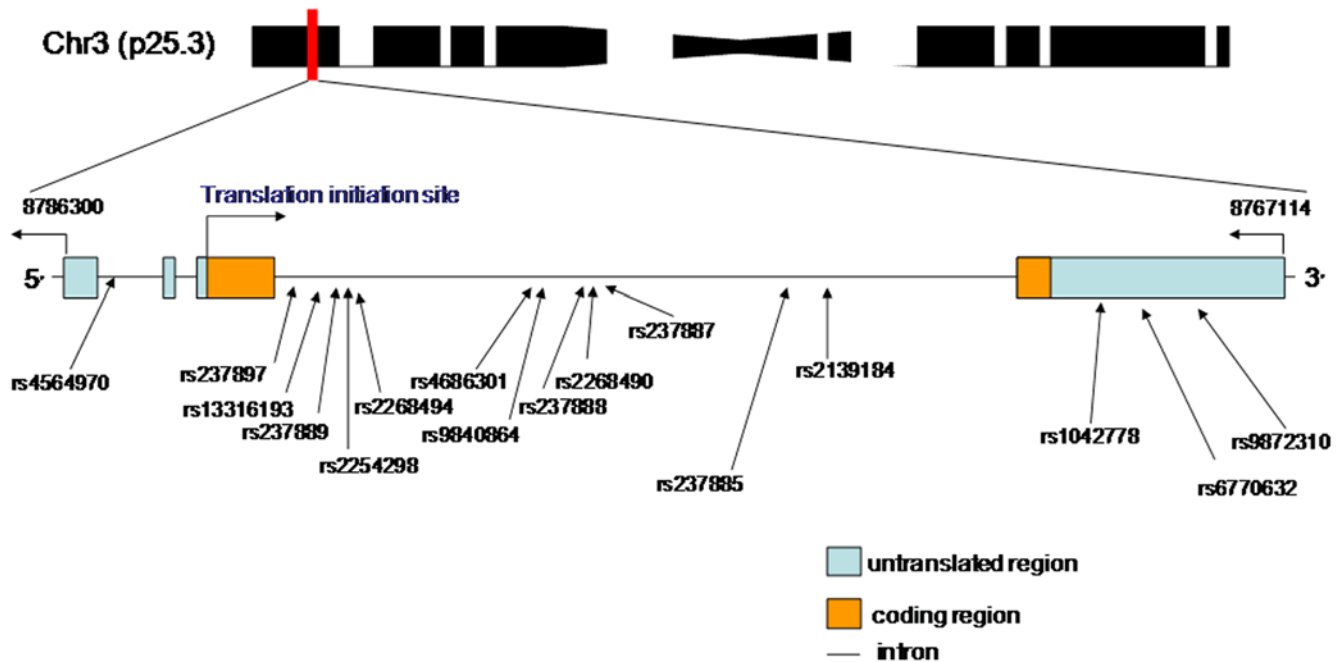 Chr3 (p25.3)
Translation initiation site
8786300
8767114
5'
3'
rs4564970
rs237897
rs13316193
rs237889
rs2254298
rs2268494
rs4686301
rs9840864
rs237888
rs2268490
rs237887
rs237885
rs2139184
rs1042778
rs6770632
rs9872310
untranslated region
coding region
intron